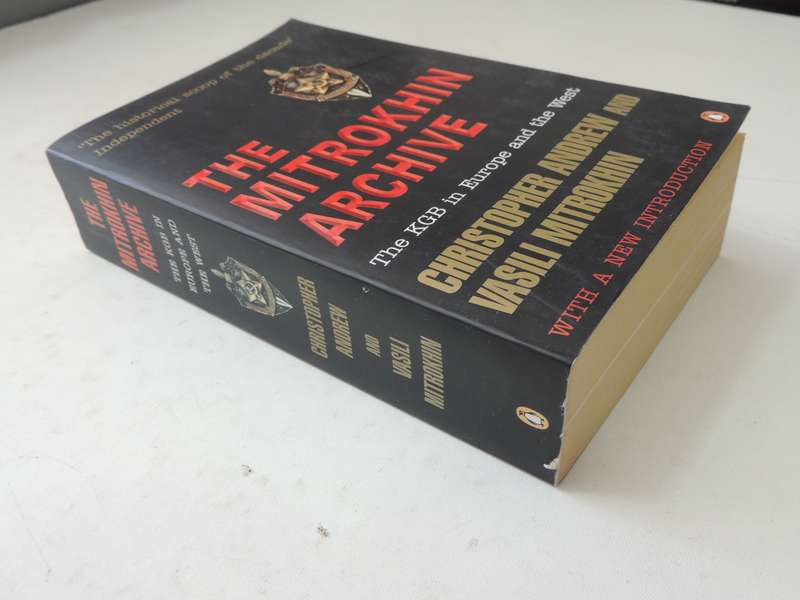 "The historical scoop of the decade"
Independent
THE
MITROKHIN
ARCHIVE
The KGB in Europe and the West
CHRISTOPHER ANDREW AND
VASILI MITROKHIN
WITH A NEW INTRODUCTION
THE
MITROKHIN
ARCHIVE
THE KGB IN
EUROPE AND
THE WEST
CHRISTOPHER
ANDREW
AND
VASILI
MITROKHIN